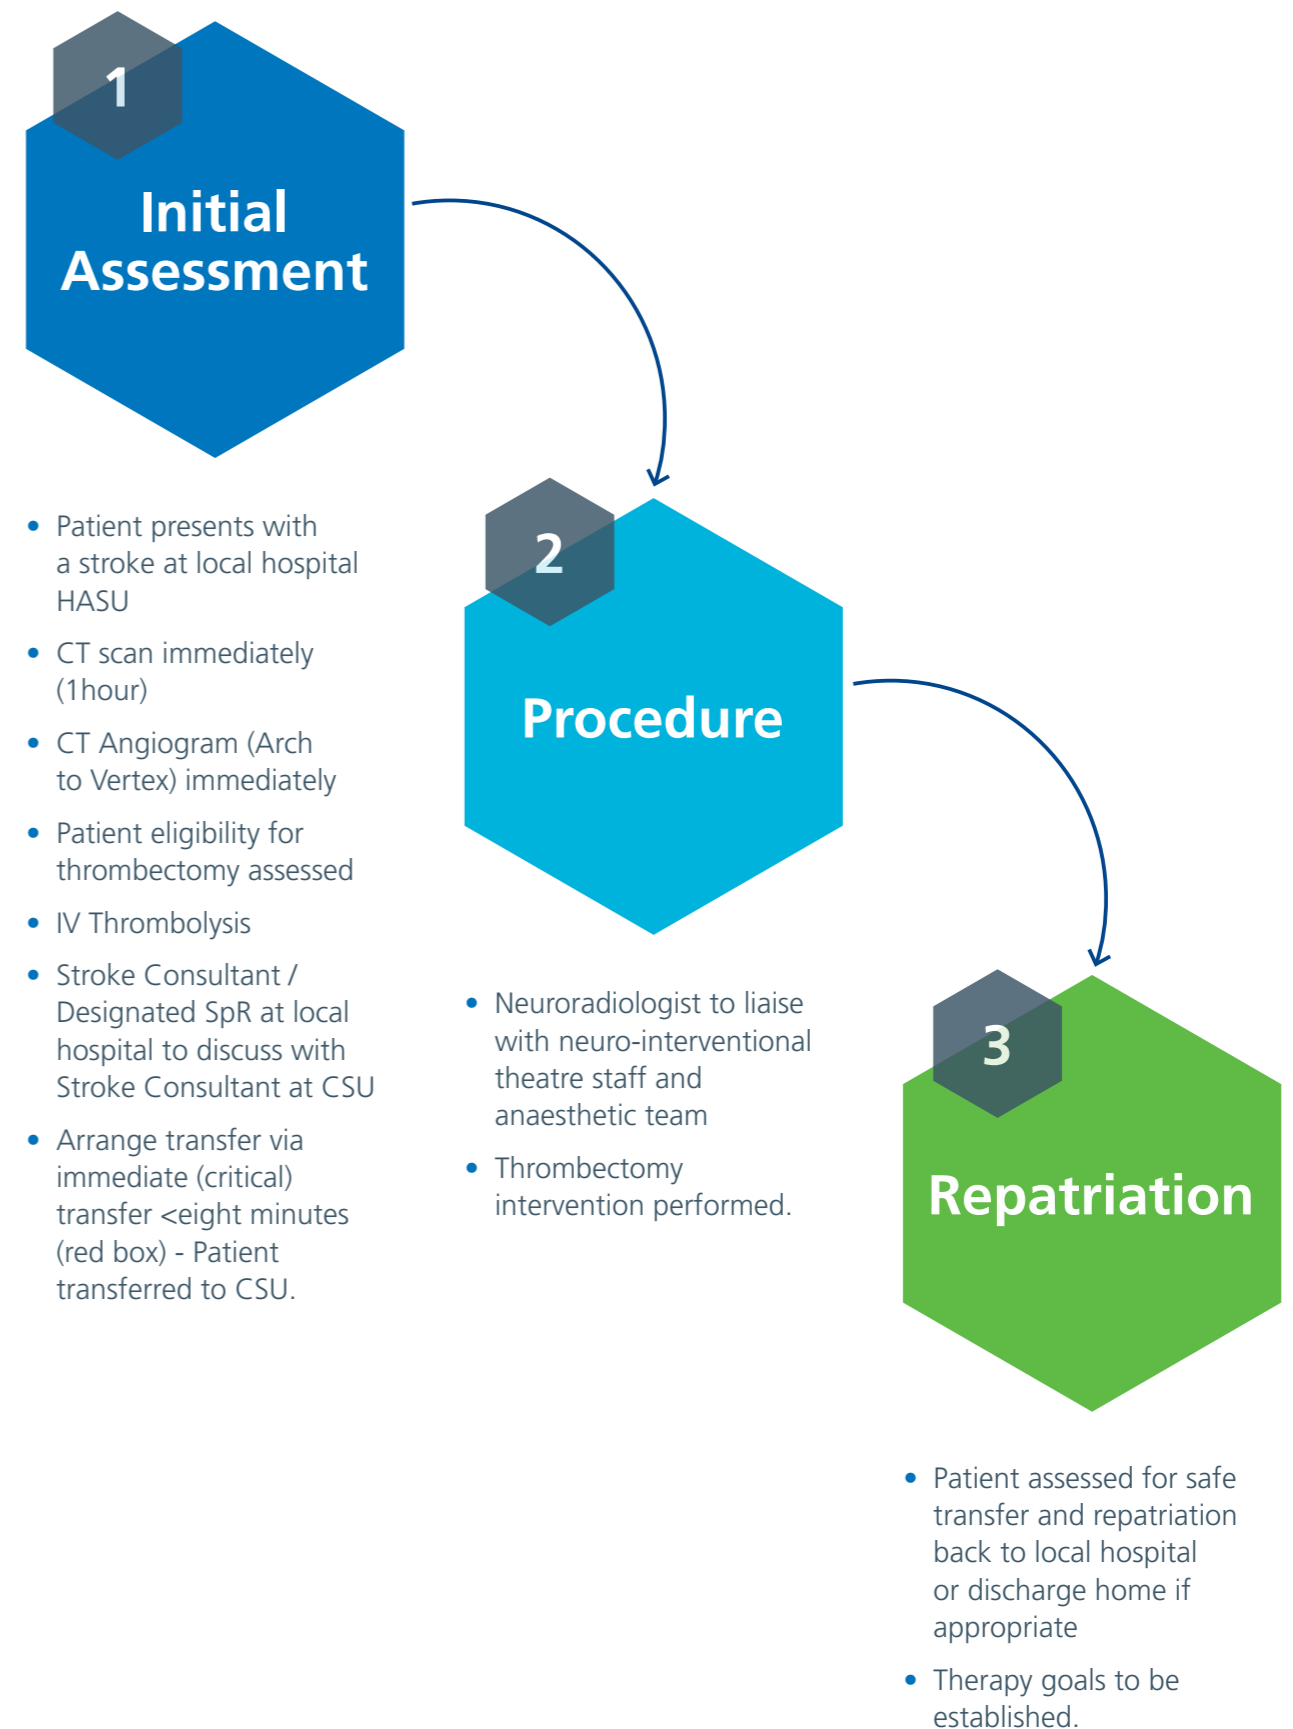 1
Initial
Assessment
• Patient presents with
a stroke at local hospital
HASU
• CT scan immediately
(1hour)
• CT Angiogram (Arch
to Vertex) immediately
• Patient eligibility for
thrombectomy assessed
• IV Thrombolysis
• Stroke Consultant /
Designated SpR at local
hospital to discuss with
Stroke Consultant at CSU
• Arrange transfer via
immediate (critical)
transfer <eight minutes
(red box) - Patient
transferred to CSU.
2
Procedure
• Neuroradiologist to liaise
with neuro-interventional
theatre staff and
anaesthetic team
• Thrombectomy
intervention performed.
3
Repatriation
• Patient assessed for safe
transfer and repatriation
back to local hospital
or discharge home if
appropriate
• Therapy goals to be
established.